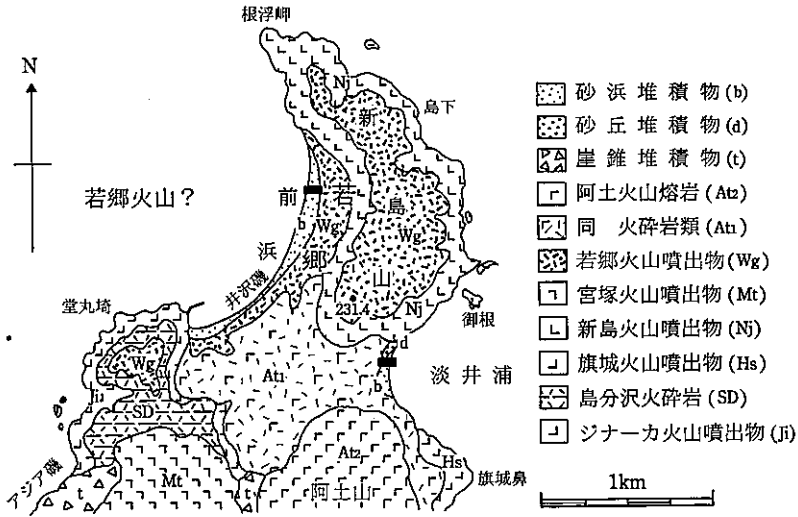 根浮岬
N
Nj
新
島
山
島下
若郷火山?
前
浜
若
郷
Wg
Wg
b
井沢磯
231.4
Nj
御根
堂丸埼
d
淡井浦
b
Wg
At1
Ji
SD
At2
Hs
旗城鼻
Mt
アジア磯
t
t
阿土山
砂浜堆積物(b)
砂丘堆積物(d)
崖錐堆積物(t)
阿土火山熔岩(At2)
同 火砕岩類(At1)
若郷火山噴出物(Wg)
宮塚火山噴出物(Mt)
新島火山噴出物(Nj)
旗城火山噴出物(Hs)
島分沢火砕岩(SD)
ジナーカ火山噴出物(Ji)
1km